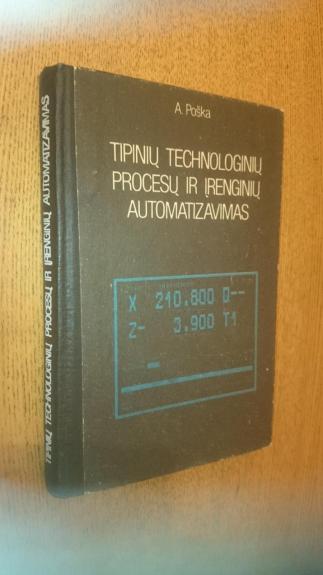 A. Poška
TIPINIŲ TECHNOLOGINIŲ
PROCESŲ IR ĮRENGINIŲ
AUTOMATIZAVIMAS
X 210.800 D--
Z- 3.900 T1
TIPINIŲ TECHNOLOGINIŲ PROCESŲ IR ĮRENGINIŲ AUTOMATIZAVIMAS